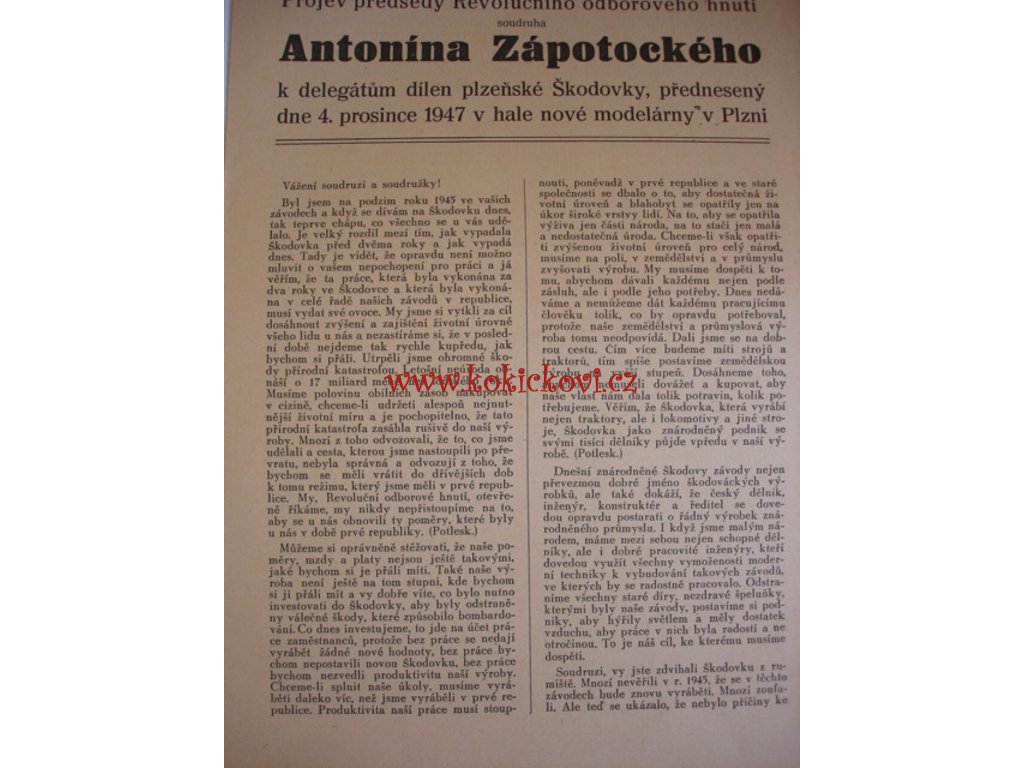 Projev předsedy Revolučního odborového hnutí
soudruha
Antonína Zápotockého
k delegátům dílen plzeňské Škodovky, přednesený
dne 4. prosince 1947 v hale nové modelárny v Plzni
Vážení soudruzi a soudružky!
Byl jsem na podzim roku 1945 ve vašich
závodech a když se dívám na Škodovku dnes,
tak teprve chápu, co všechno se u vás udě-
lalo. Je velký rozdíl mezi tím, jak vypadala
Škodovka před dvěma roky a jak vypadá
dnes. Tady je vidět, že opravdu není možno
mluvit o vašem nepochopení pro práci a já
věřím, že ta práce, která byla vykonána za
dva roky ve Škodovce a která byla vykoná-
na v celé řadě našich závodů v republice,
musí vydat své ovoce. My jsme si vytkli za cíl
dosáhnout zvýšení a zajištění životní úrovně
všeho lidu u nás a nezastíráme si, že v posled-
ní době nejdeme tak rychle kupředu, jak
bychom si přáli. Utrpěli jsme ohromné ško-
dy přírodní katastrofou. Letošní neúroda
náší o 17 miliard
Musíme polovinu obilních zásob nakupovat
v cizině, chceme-li udržeti alespoň nejnut-
nější životní míru a je pochopitelno, že tato
přírodní katastrofa zasáhla rušivě do naší vý-
roby. Mnozí z toho odvozovali, že to, co jsme
udělali a cesta, kterou jsme nastoupili po pře-
vratu, nebyla správná a odvozují z toho, že
bychom se měli vrátit do dřívějších dob
k tomu režimu, který jsme měli v prvé repub-
lice. My, Revoluční odborové hnutí, otevře-
ně říkáme, my nikdy nepřistoupíme na to,
aby se u nás obnovili ty poměry, které byly
u nás v době prvé republiky. (Potlesk.)
Můžeme si oprávněně stěžovati, že naše po-
měry, mzdy a platy nejsou ještě takovými,
jaké bychom si je přáli míti. Také naše vý-
roba není ještě na tom stupni, kde bychom
si ji přáli mít a vy dobře víte, co bylo nutno
investovati do Škodovky, aby byly odstraně-
ny válečné škody, které způsobilo bombardo-
vání. Co dnes investujeme, to jde na účet prá-
ce zaměstnanců, protože bez práce se nedají
vyrábět žádné nové hodnoty, bez práce by-
chom nepostavili novou Škodovku, bez práce
bychom nezvedli produktivitu naší výroby.
Chceme-li splnit naše úkoly, musíme vyrá-
běti daleko víc, než jsme vyráběli v prvé re-
publice. Produktivita naší práce musí stoup-
nouti, poněvadž v prvé republice a ve staré
společnosti se dbalo o to, aby dostatečná ži-
votní úroveň a blahobyt se opatřily jen na
úkor široké vrstvy lidí. Na to, aby se opatřila
výživa jen části národa, na to stačí jen malá
a nedostatečná úroda. Chceme-li však opatři-
ti zvýšenou životní úroveň pro celý národ,
musíme na poli, v zemědělství a v průmyslu
zvyšovati výrobu. My musíme dospěti k to-
mu, abychom dávali každému nejen podle
zásluh, ale i podle jeho potřeby. Dnes nedá-
váme a nemůžeme dát každému pracujícímu
člověku tolik, co by opravdu potřeboval,
protože naše zemědělství a průmyslová vý-
roba tomu neodpovídá. Dali jsme se na dob-
rou cestu. Čím více budeme míti strojů a
traktorů, tím spíše postavíme zemědělskou
výrobu na vyšší stupeň. Dosáhneme toho,
dovážet a kupovat, aby
naše vlast nám dala tolik potravin, kolik po-
třebujeme. Věřím, že Škodovka, která vyrábí
nejen traktory, ale i lokomotivy a jiné stro-
je, Škodovka jako znárodněný podnik se
svými tisíci dělníky půjde vpředu v naší vý-
robě. (Potlesk.)
Dnešní znárodněné Škodovy závody nejen
převezmou dobré jméno škodováckých vý-
robků, ale také dokáží, že český dělník,
inženýr, konstruktér a ředitel se dove-
dou opravdu postarati o řádný výrobek zná-
rodněného průmyslu. I když jsme malým ná-
rodem, máme mezi sebou nejen schopné děl-
níky, ale i dobré pracovité inženýry, kteří
dovedou využít všechny vymoženosti moder-
ní techniky k vybudování takových závodů,
ve kterých by se radostně pracovalo. Odstra-
níme všechny staré díry, nezdravé špeluňky,
kterými byly naše závody, postavíme si pod-
niky, aby hýřily světlem a měly dostatek
vzduchu, aby práce v nich byla radostí a ne
otročinou. To je náš cíl, ke kterému musíme
dospěti.
Soudruzi, vy jste zdvihali Škodovku z ru-
miště. Mnozí nevěřili v r. 1945, že se v těchto
závodech bude znovu vyráběti. Mnozí zoufa-
li. Ale teď se ukázalo, že nebylo příčiny ke
www.kokickovi.cz